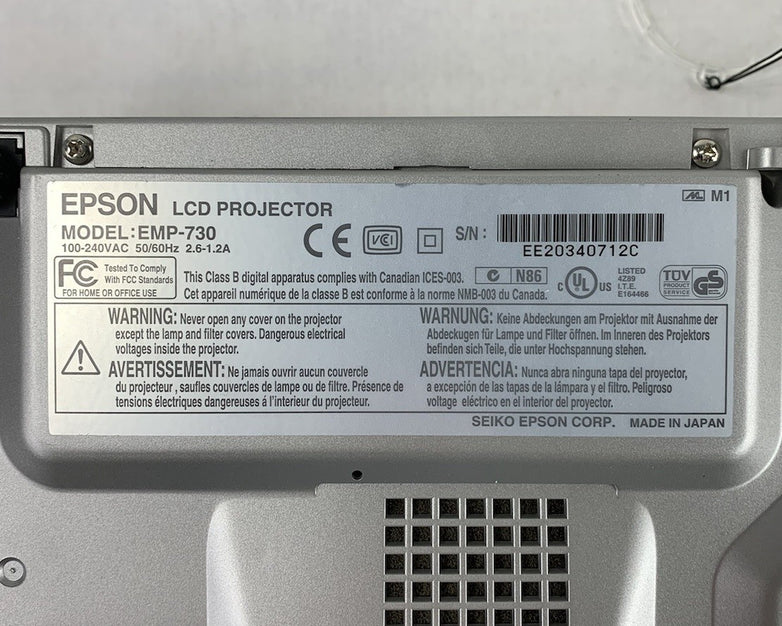 EPSON LCD PROJECTOR
MODEL:EMP-730
100-240VAC 50/60Hz 2.6-1.2A
CE
VCI
S/N :
EE20340712C
M1
FC Tested To Comply
With FCC Standards
FOR HOME OR OFFICE USE
This Class B digital apparatus complies with Canadian ICES-003.
Cet appareil numérique de la classe B est conforme à la norme NMB-003 du Canada.
N86
C UL US
LISTED
4Z89
I.T.E.
E164466
TÜV
PRODUCT SERVICE
GS
WARNING: Never open any cover on the projector
except the lamp and filter covers. Dangerous electrical
voltages inside the projector.
AVERTISSEMENT: Ne jamais ouvrir aucun couvercle
du projecteur , saufles couvercles de lampe ou de filtre. Présence de
tensions électriques dangereuses á l'interieur du projecteur.
WARNUNG: Keine Abdeckungen am Projektor mit Ausnahme der
Abdeckugen für Lampe und Filter öffnen. Im Inneren des Projektors
befinden sich Teile, die unter Hochspannung stehen.
ADVERTENCIA: Nunca abra ninguna tapa del proyector,
a excepción de las tapas de la lámpara y el filtro. Peligroso
voltage eléctrico en el interior del proyector.
SEIKO EPSON CORP. MADE IN JAPAN